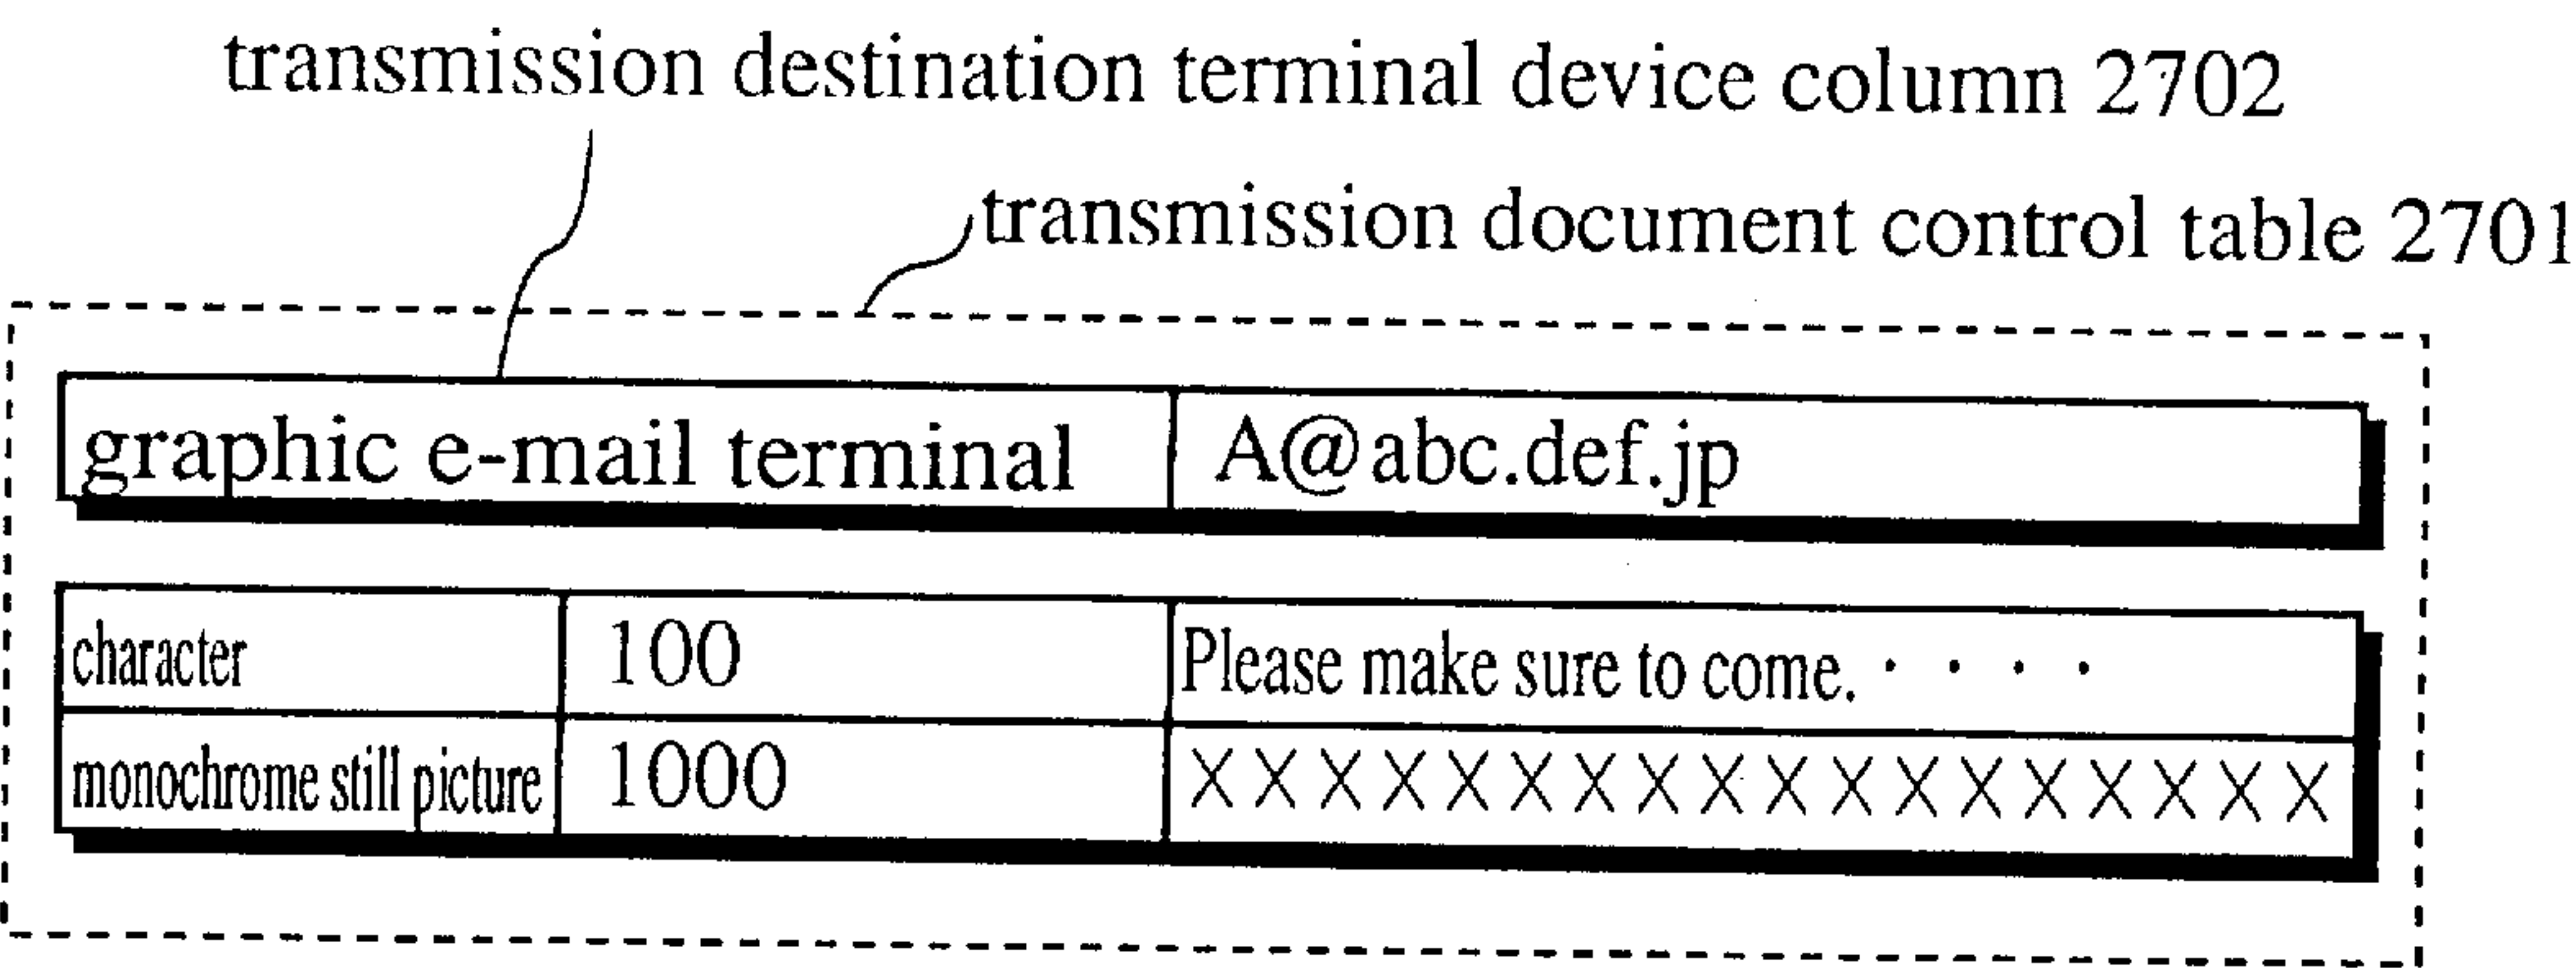 transmission destination terminal device column 2702
transmission document control table 2701
graphic e-mail terminal A@abc.def.jp
character 100 Please make sure to come. · · · ·
monochrome still picture 1000 XXXXXXXXXXXXXXXXXX